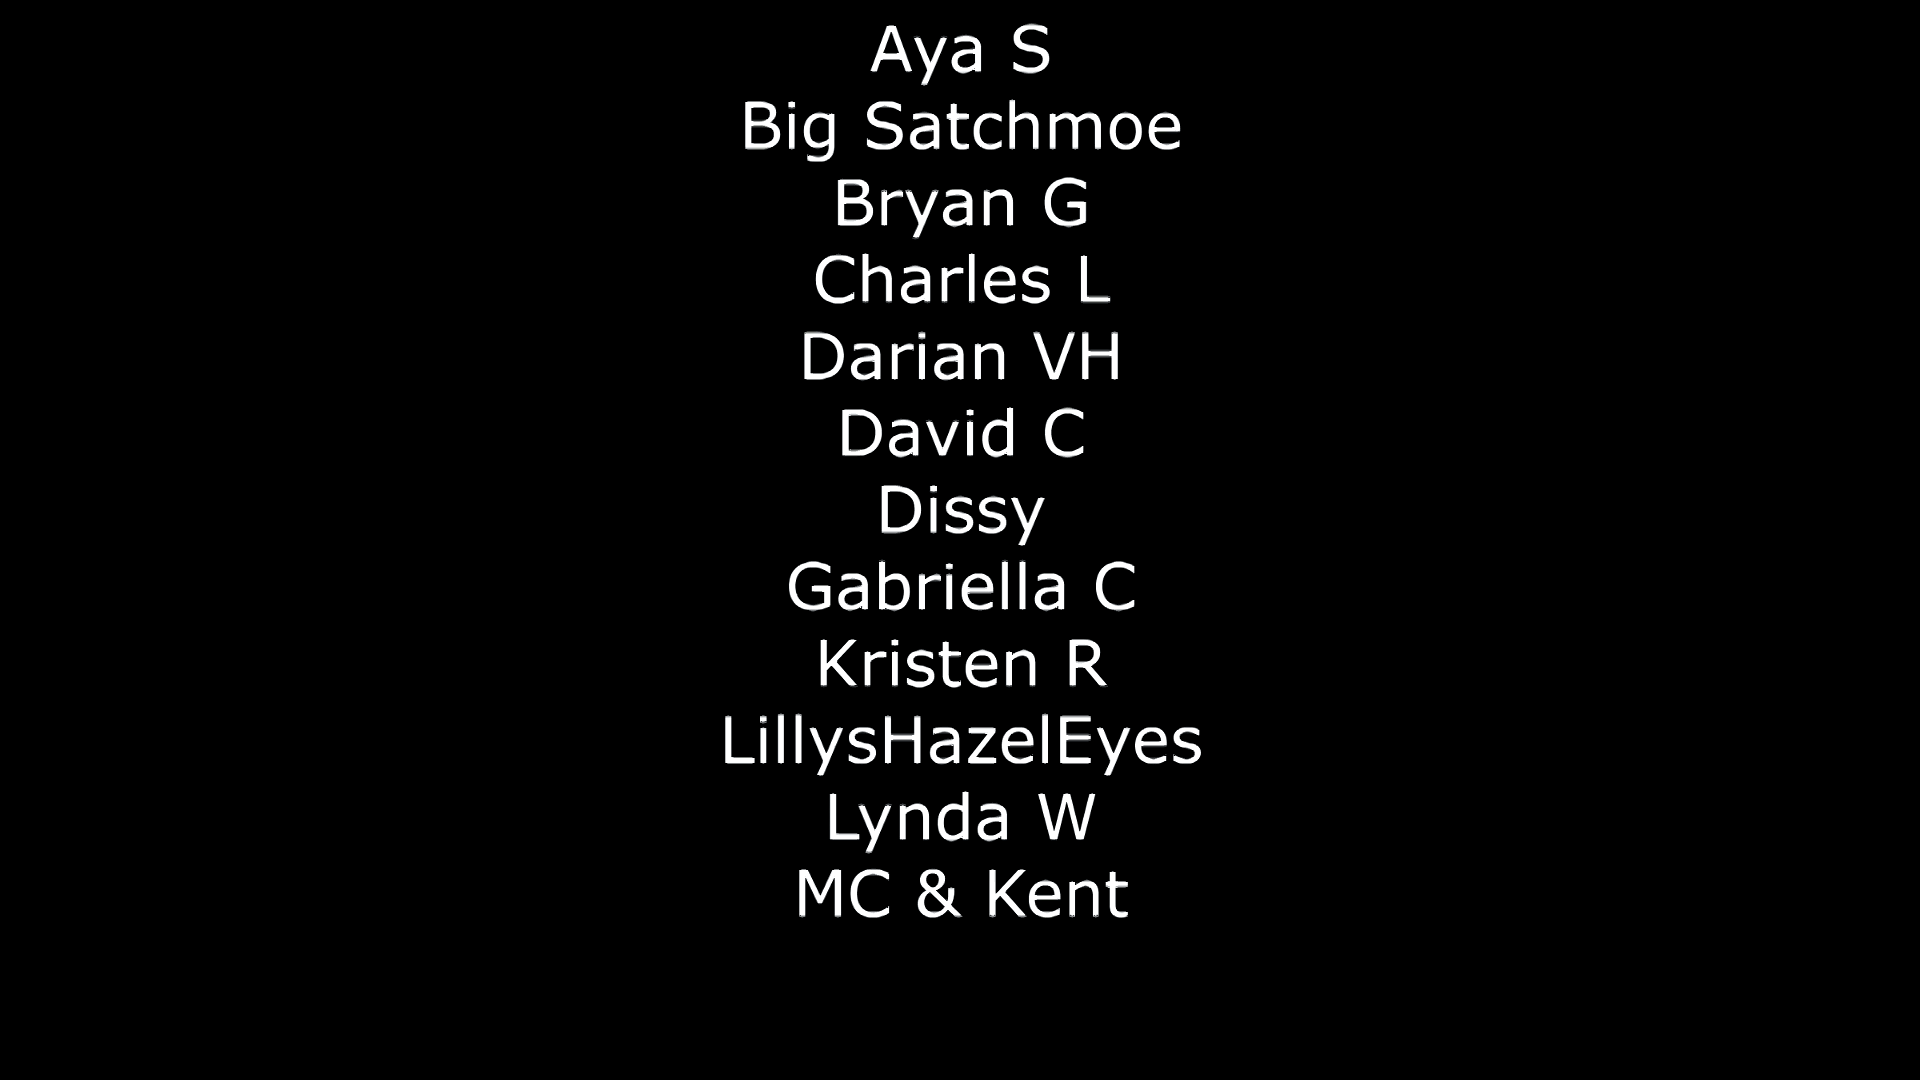 Aya S
Big Satchmoe
Bryan G
Charles L
Darian VH
David C
Dissy
Gabriella C
Kristen R
LillysHazelEyes
Lynda W
MC & Kent